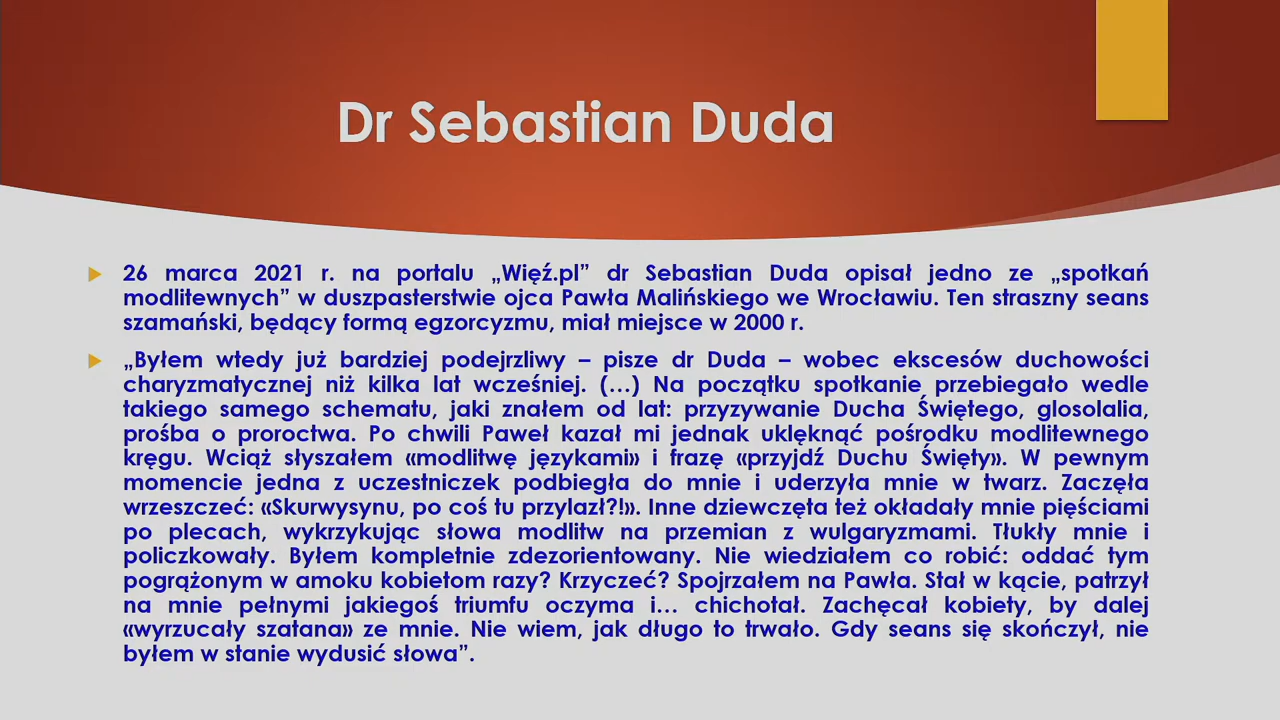 Dr Sebastian Duda
26 marca 2021 r. na portalu „Więź.pl” dr Sebastian Duda opisał jedno ze „spotkań
modlitewnych” w duszpasterstwie ojca Pawła Malińskiego we Wrocławiu. Ten straszny seans
szamański, będący formą egzorcyzmu, miał miejsce w 2000 r.
„Byłem wtedy już bardziej podejrzliwy – pisze dr Duda – wobec ekscesów duchowości
charyzmatycznej niż kilka lat wcześniej. (…) Na początku spotkanie przebiegało wedle
takiego samego schematu, jaki znałem od lat: przyzywanie Ducha Świętego, glosolalia,
prośba o proroctwa. Po chwili Paweł kazał mi jednak uklęknąć pośrodku modlitewnego
kręgu. Wciąż słyszałem «modlitwę językami» i frazę «przyjdź Duchu Święty». W pewnym
momencie jedna z uczestniczek podbiegła do mnie i uderzyła mnie w twarz. Zaczęła
wrzeszczeć: «Skurwysynu, po coś tu przylazł?!». Inne dziewczęta też okładały mnie pięściami
po plecach, wykrzykując słowa modlitw na przemian z wulgaryzmami. Tłukły mnie i
policzkowały. Byłem kompletnie zdezorientowany. Nie wiedziałem co robić: oddać tym
pogrążonym w amoku kobietom razy? Krzyczeć? Spojrzałem na Pawła. Stał w kącie, patrzył
na mnie pełnymi jakiegoś triumfu oczyma i… chichotał. Zachęcał kobiety, by dalej
«wyrzucały szatana» ze mnie. Nie wiem, jak długo to trwało. Gdy seans się skończył, nie
byłem w stanie wydusić słowa”.